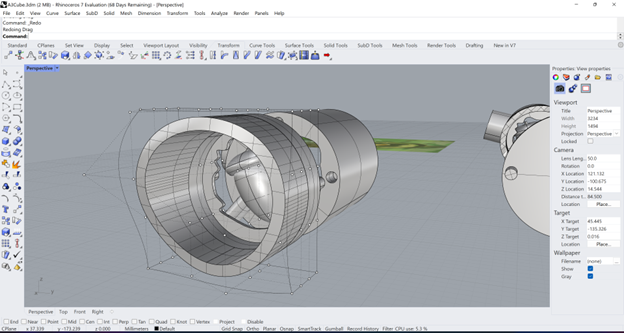 A3Cube.3dm (2 MB) - Rhinoceros 7 Evaluation (68 Days Remaining) - [Perspective]
File Edit View Curve Surface SubD Solid Mesh Dimension Transform Tools Analyze Render Panels Help
Command: _Redo
Redoing Drag
Command:
Standard CPlanes Set View Display Select Viewport Layout Visibility Transform Curve Tools Surface Tools Solid Tools SubD Tools Mesh Tools Render Tools Drafting New in V7
Perspective
Properties: View properties
Viewport
Title Perspective
Width 3234
Height 1494
Projection Perspective
Locked
Camera
Lens Leng... 50.0
Rotation 0.0
X Location 121.132
Y Location -100.675
Z Location 14.544
Distance t... 84.500
Location Place...
Target
X Target 45.445
Y Target -135.326
Z Target 0.016
Location Place...
Wallpaper
Filename (none) ...
Show
Gray
Perspective Top Front Right
End Near Point Mid Cen Int Perp Tan Quad Knot Vertex Project Disable
CPlane x 37.339 y -173.239 z 0.000 Millimeters Default Grid Snap Ortho Planar Osnap SmartTrack Gumball Record History Filter CPU use: 5.3 %